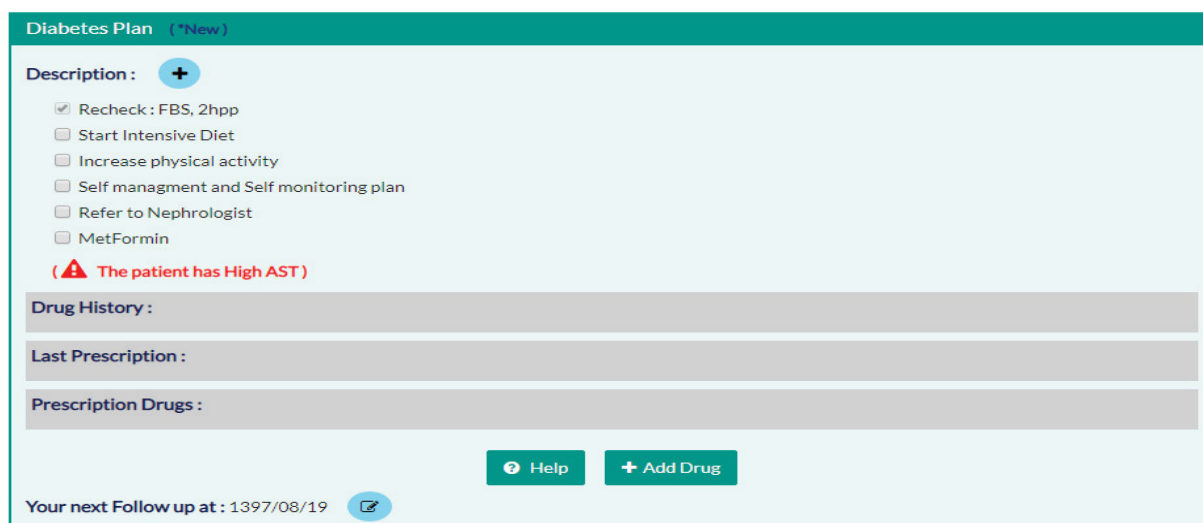 Diabetes Plan (*New)
Description :
Recheck : FBS, 2hpp
Start Intensive Diet
Increase physical activity
Self managment and Self monitoring plan
Refer to Nephrologist
MetFormin
( The patient has High AST )
Drug History :
Last Prescription :
Prescription Drugs :
Help + Add Drug
Your next Follow up at : 1397/08/19